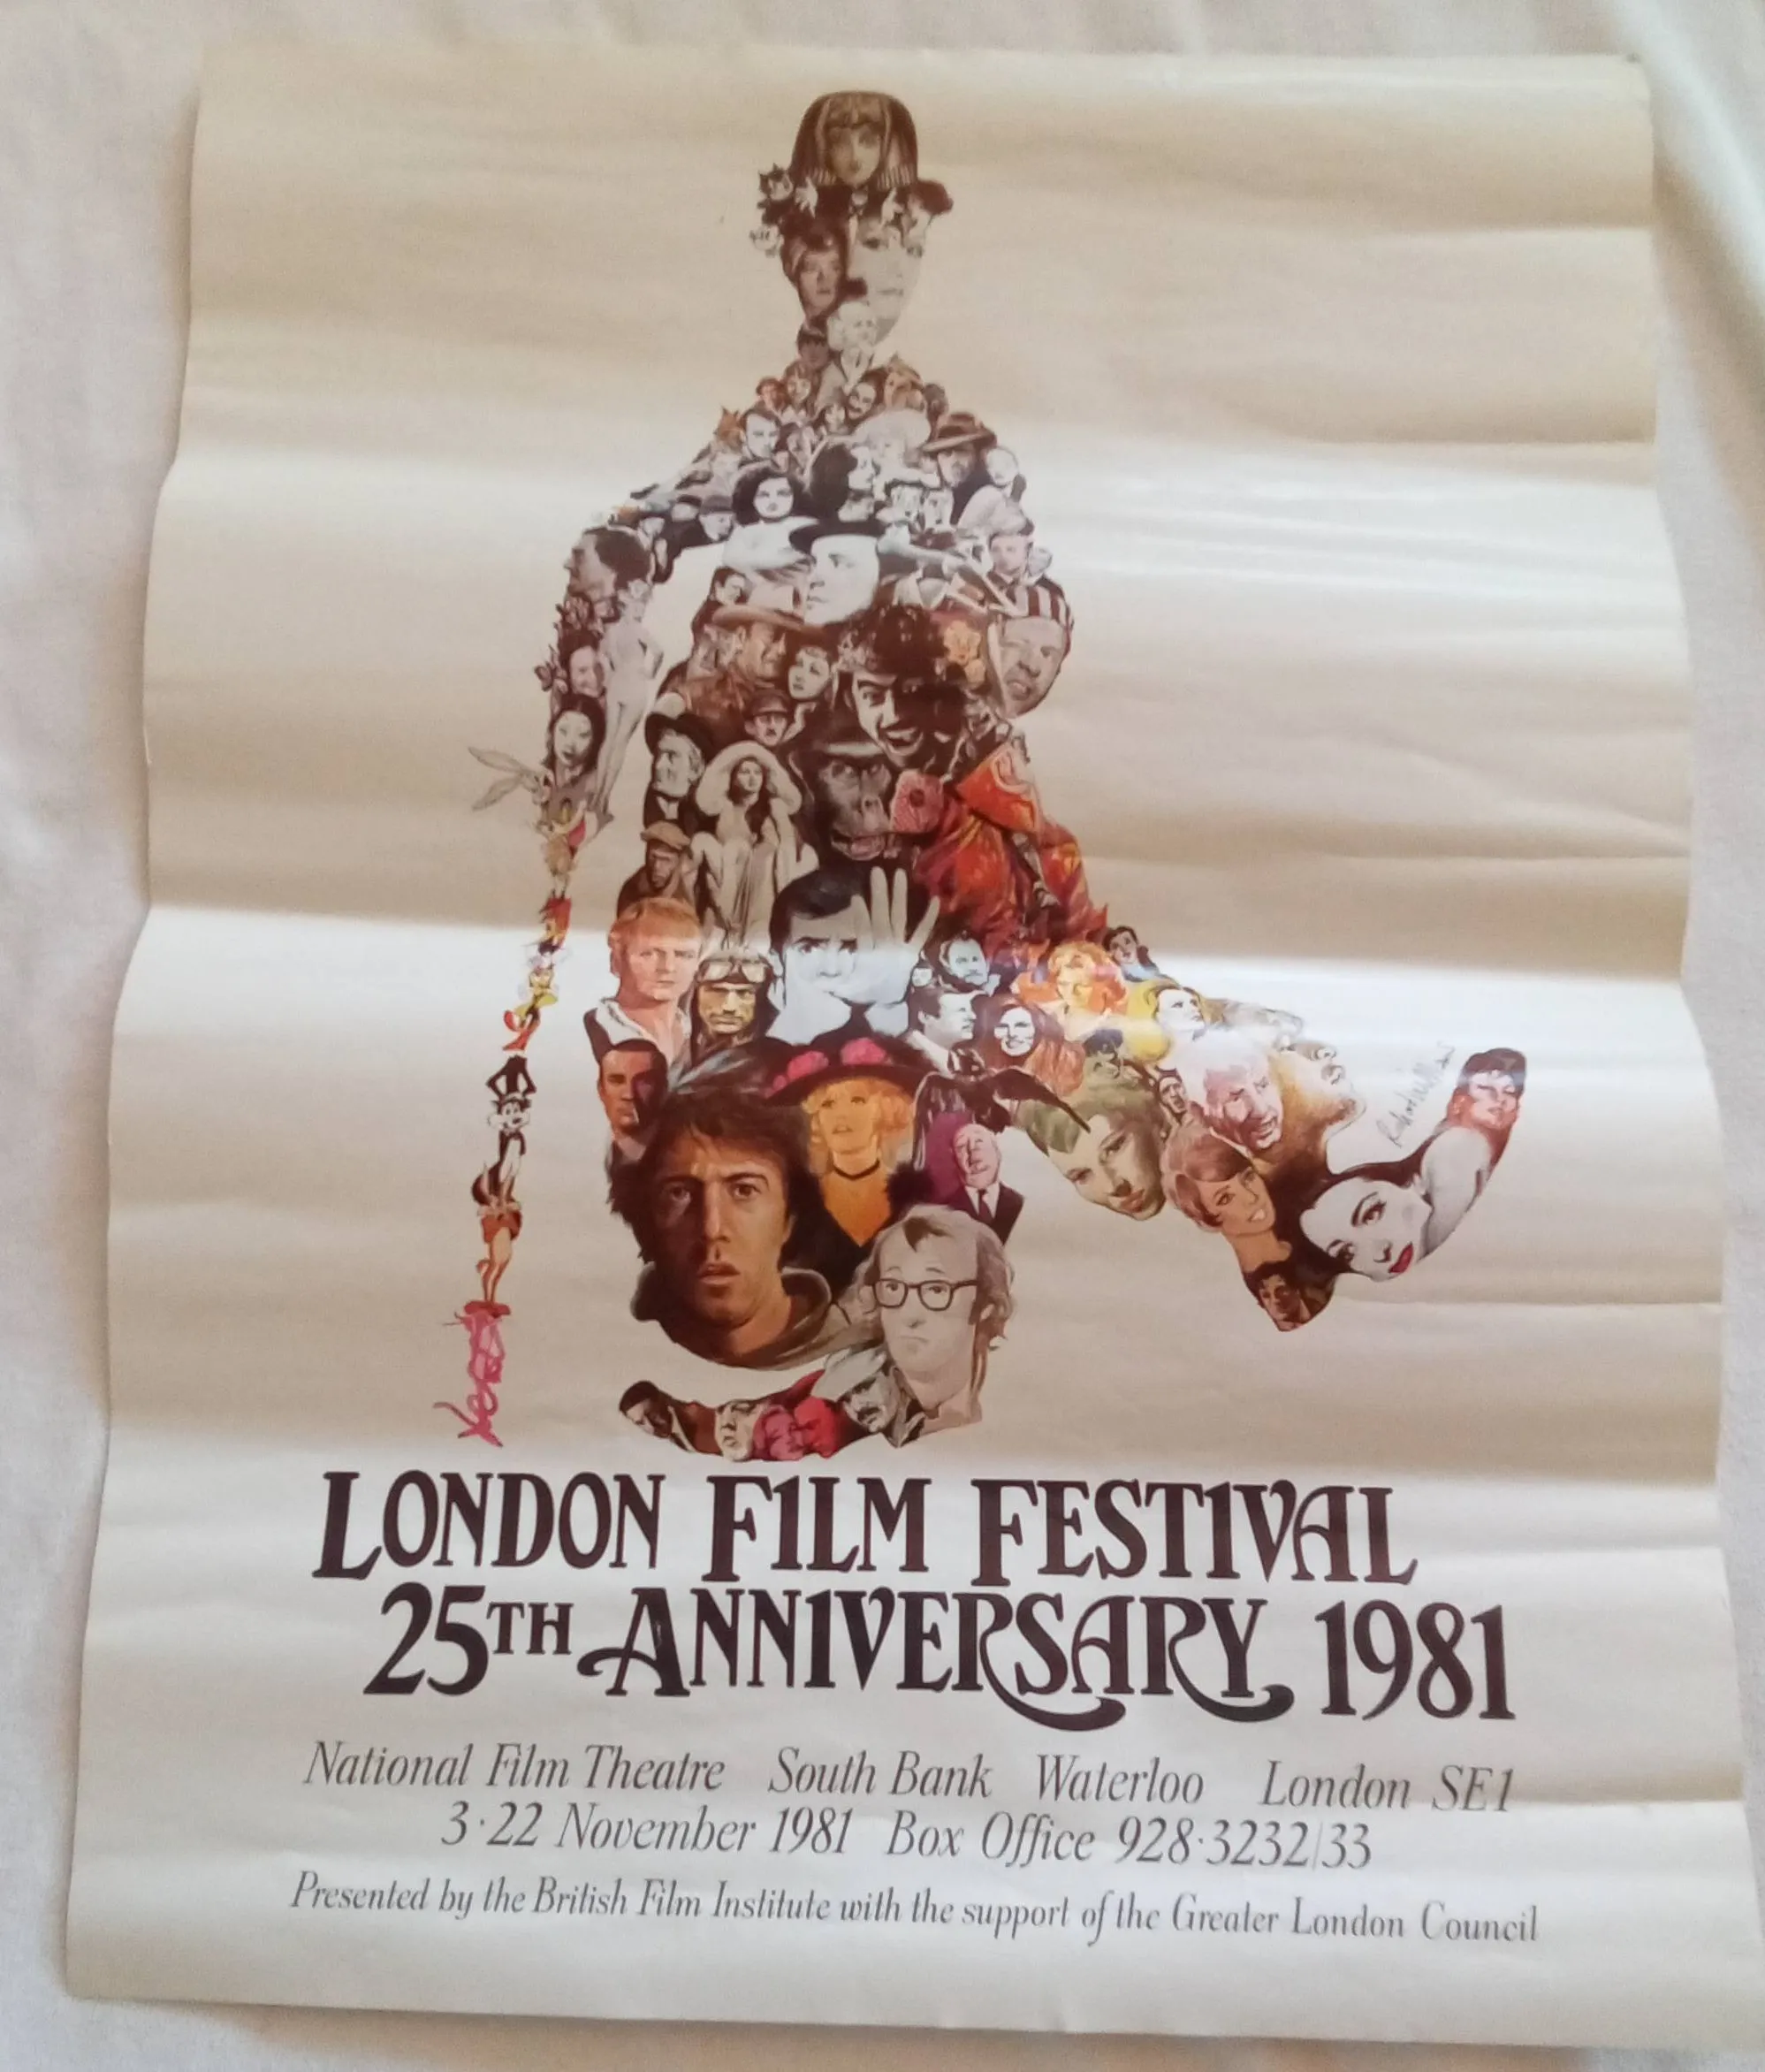 LONDON FILM FESTIVAL
25TH ANNIVERSARY 1981
National Film Theatre South Bank Waterloo London SE1
3·22 November 1981 Box Office 928·3232/33
Presented by the British Film Institute with the support of the Greater London Council